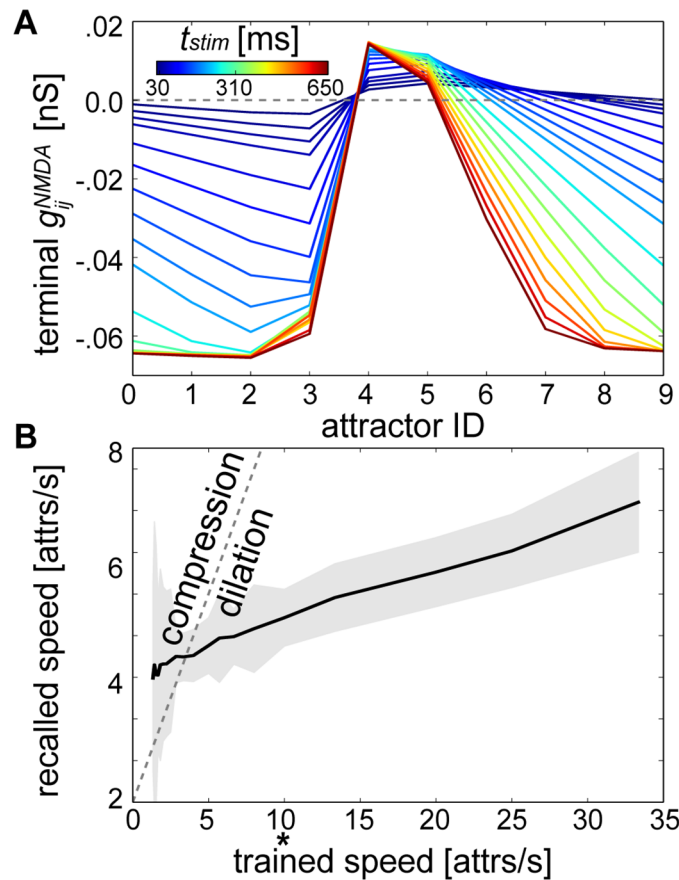 A
t_stim [ms]
30 310 650
.02
0.0
-.02
-.04
-.06
terminal g_ij^NMDA [nS]
0 1 2 3 4 5 6 7 8 9
attractor ID
B
8
6
4
2
recalled speed [attrs/s]
compression
dilation
0 5 10 15 20 25 30 35
*
trained speed [attrs/s]